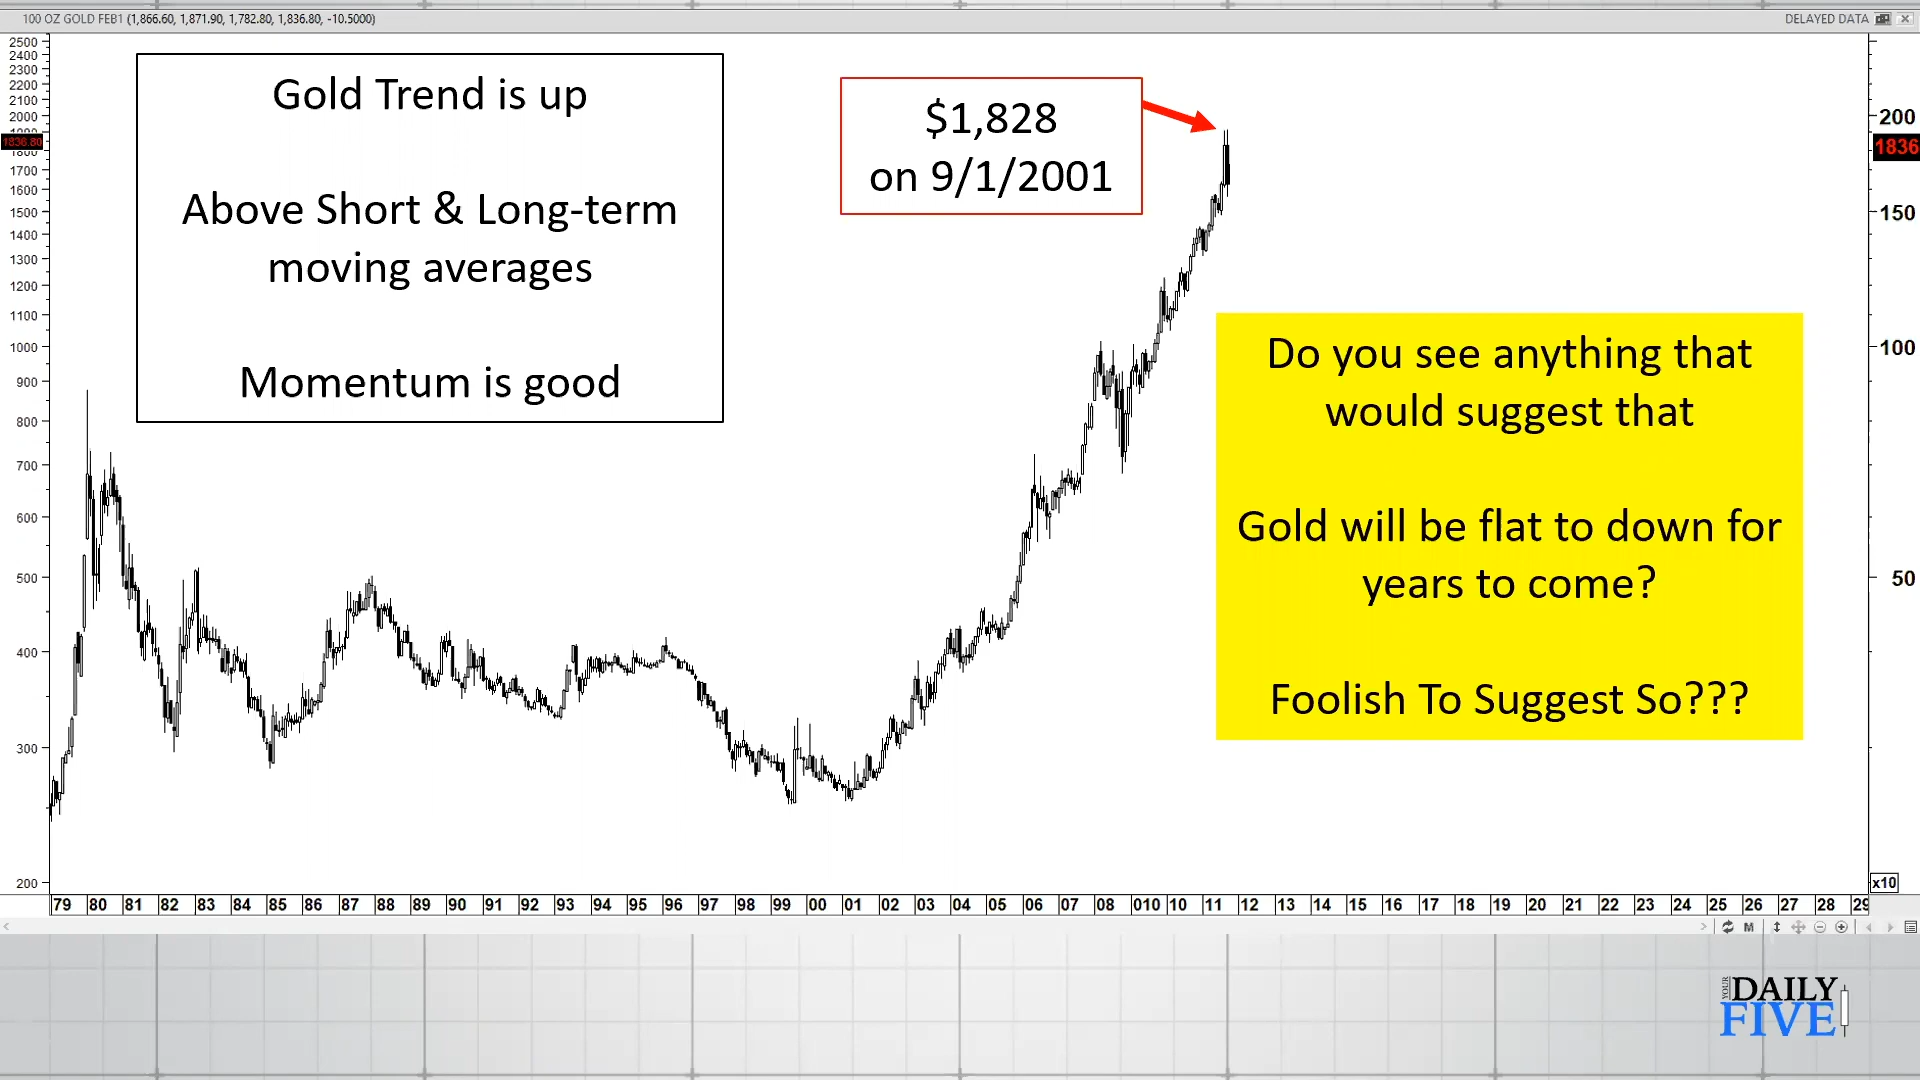 100 OZ GOLD FEB1 (1,866.60, 1,871.90, 1,782.80, 1,836.80, -10.5000)
DELAYED DATA
Gold Trend is up
Above Short & Long-term
moving averages
Momentum is good
$1,828
on 9/1/2001
Do you see anything that
would suggest that
Gold will be flat to down for
years to come?
Foolish To Suggest So???
2500
2400
2300
2200
2100
2000
1900
1836.80
1800
1700
1600
1500
1400
1300
1200
1100
1000
900
800
700
600
500
400
300
200
200
1836
150
100
50
x10
79 80 81 82 83 84 85 86 87 88 89 90 91 92 93 94 95 96 97 98 99 00 01 02 03 04 05 06 07 08 010 10 11 12 13 14 15 16 17 18 19 20 21 22 23 24 25 26 27 28 29
M
YOUR
DAILY
FIVE